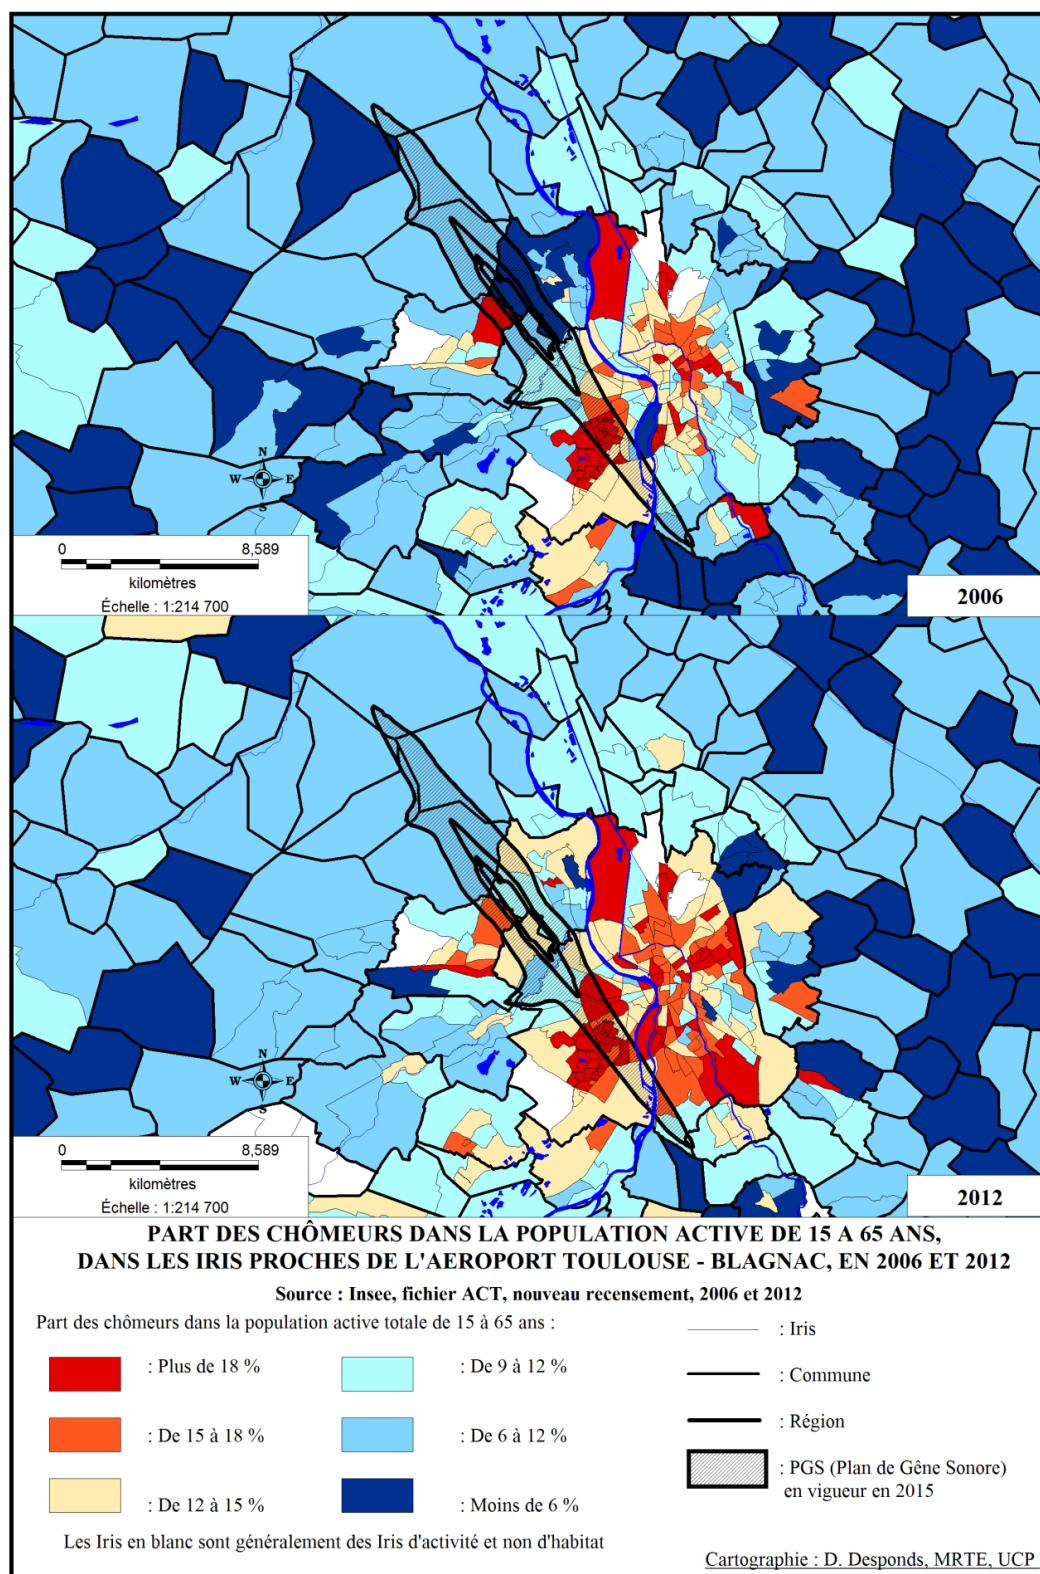 N
W E
S
0 8,589
kilomètres
Échelle : 1:214 700
2006
N
W E
S
0 8,589
kilomètres
Échelle : 1:214 700
2012
PART DES CHÔMEURS DANS LA POPULATION ACTIVE DE 15 A 65 ANS,
DANS LES IRIS PROCHES DE L'AEROPORT TOULOUSE - BLAGNAC, EN 2006 ET 2012
Source : Insee, fichier ACT, nouveau recensement, 2006 et 2012
Part des chômeurs dans la population active totale de 15 à 65 ans :
: Plus de 18 %
: De 15 à 18 %
: De 12 à 15 %
: De 9 à 12 %
: De 6 à 12 %
: Moins de 6 %
: Iris
: Commune
: Région
: PGS (Plan de Gêne Sonore)
en vigueur en 2015
Les Iris en blanc sont généralement des Iris d'activité et non d'habitat
Cartographie : D. Desponds, MRTE, UCP